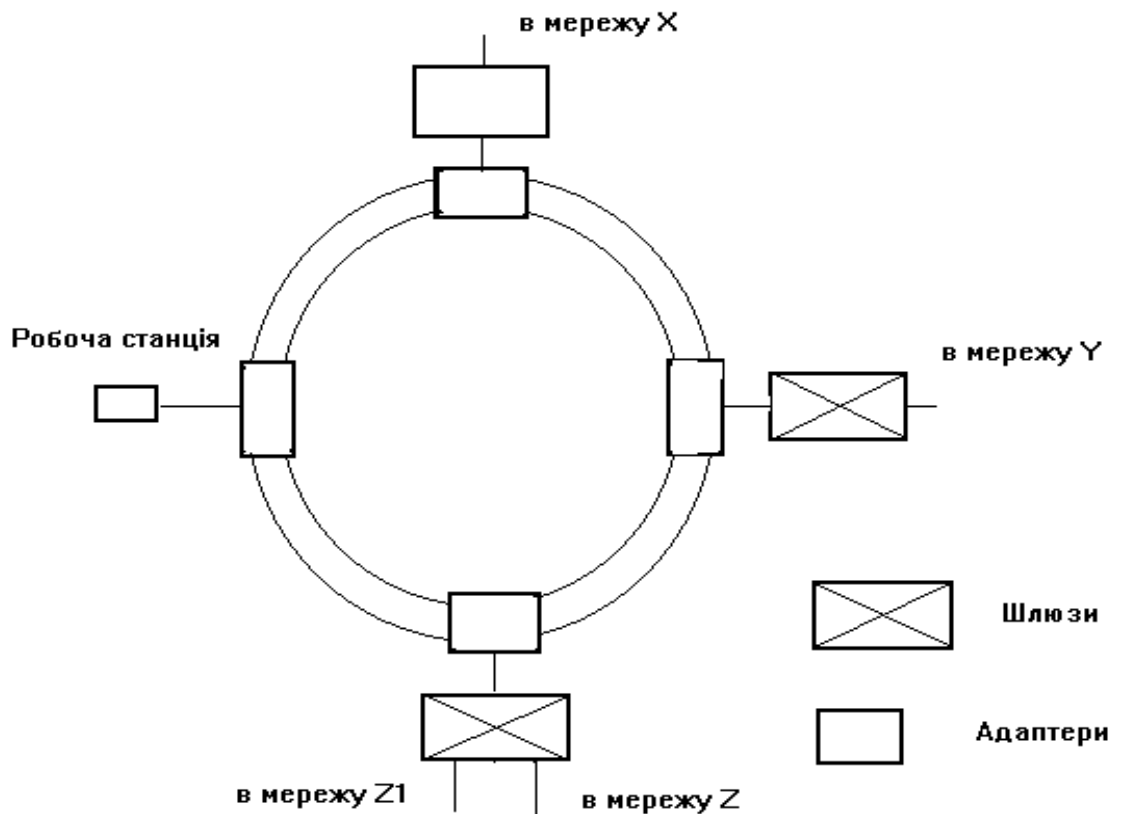 в мережу X
Робоча станція
в мережу Y
Шлюзи
Адаптери
в мережу Z1
в мережу Z